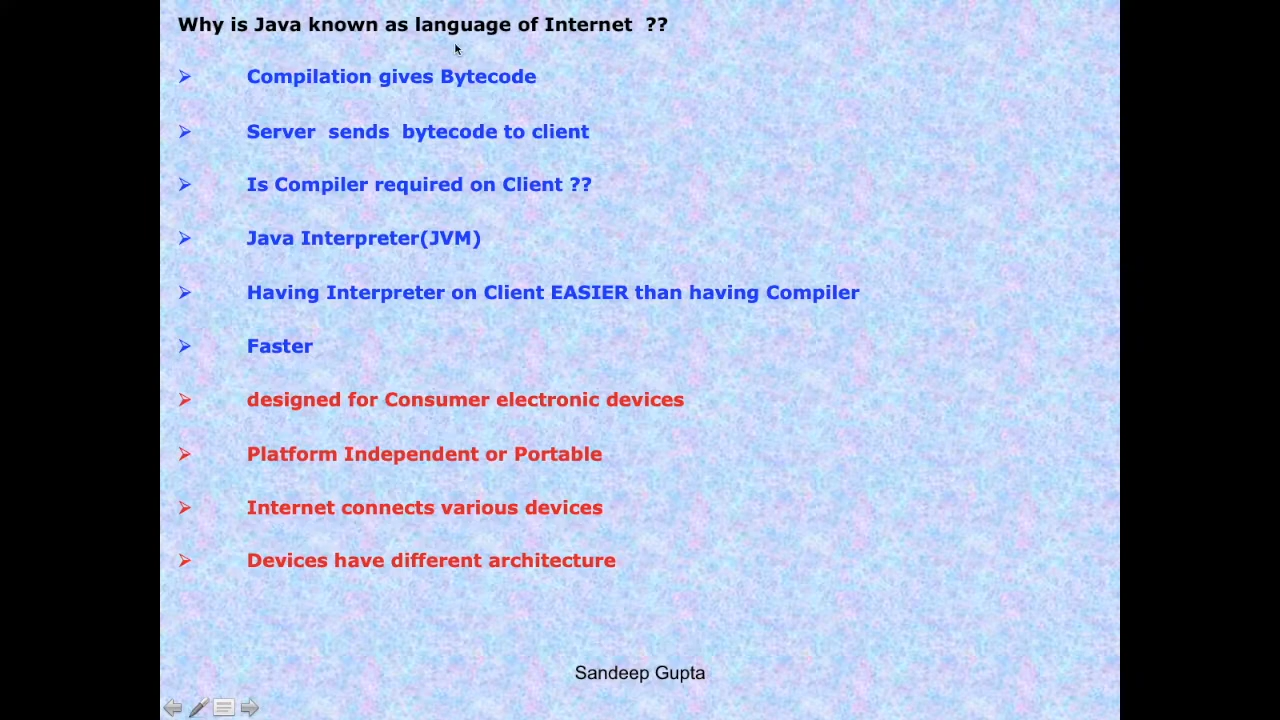 Why is Java known as language of Internet ??
Compilation gives Bytecode
Server sends bytecode to client
Is Compiler required on Client ??
Java Interpreter(JVM)
Having Interpreter on Client EASIER than having Compiler
Faster
designed for Consumer electronic devices
Platform Independent or Portable
Internet connects various devices
Devices have different architecture
Sandeep Gupta